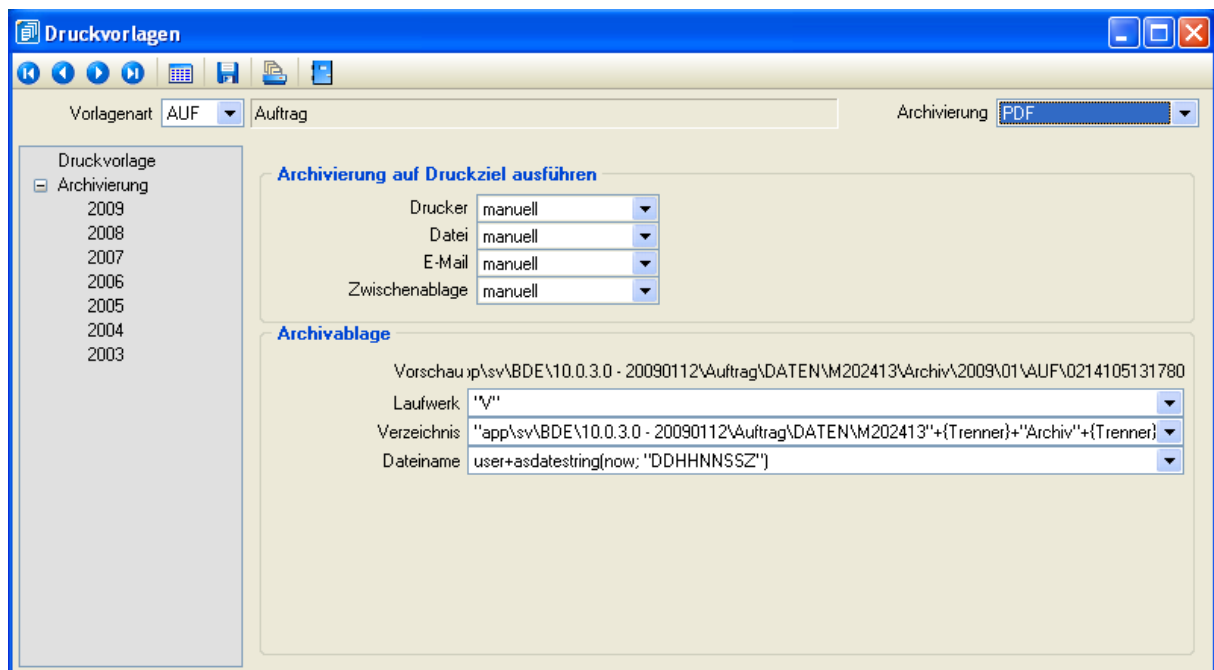 Druckvorlagen
Vorlagenart AUF Auftrag Archivierung PDF
Druckvorlage
Archivierung
2009
2008
2007
2006
2005
2004
2003
Archivierung auf Druckziel ausführen
Drucker manuell
Datei manuell
E-Mail manuell
Zwischenablage manuell
Archivablage
Vorschau p\sv\BDE\10.0.3.0 - 20090112\Auftrag\DATEN\M202413\Archiv\2009\01\AUF\0214105131780
Laufwerk "V"
Verzeichnis "app\sv\BDE\10.0.3.0 - 20090112\Auftrag\DATEN\M202413"+{Trenner}+"Archiv"+{Trenner}
Dateiname user+asdatestring(now; "DDHHNNSSZ")